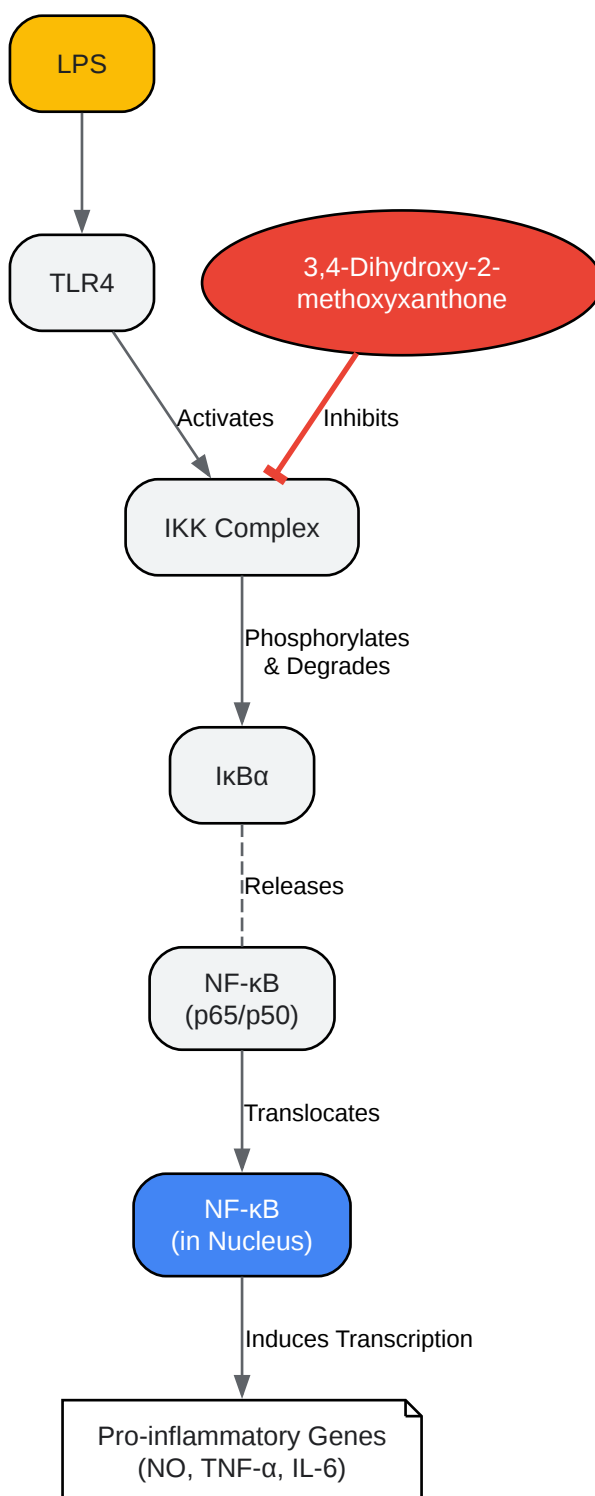 LPS
TLR4
3,4-Dihydroxy-2-
methoxyxanthone
Activates
Inhibits
IKK Complex
Phosphorylates
& Degrades
IκBα
Releases
NF-κB
(p65/p50)
Translocates
NF-κB
(in Nucleus)
Induces Transcription
Pro-inflammatory Genes
(NO, TNF-α, IL-6)